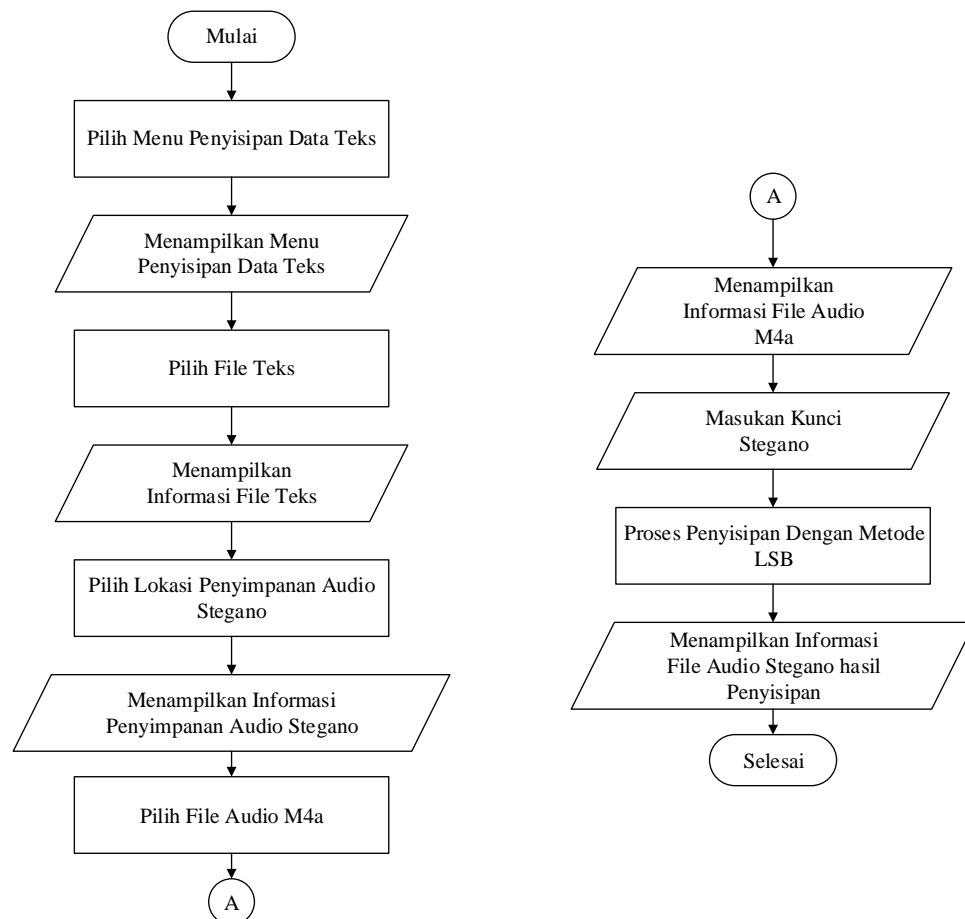 Mulai
Pilih Menu Penyisipan Data Teks
Menampilkan Menu
Penyisipan Data Teks
Pilih File Teks
Menampilkan
Informasi File Teks
Pilih Lokasi Penyimpanan Audio
Stegano
Menampilkan Informasi
Penyimpanan Audio Stegano
Pilih File Audio M4a
A
A
Menampilkan
Informasi File Audio
M4a
Masukan Kunci
Stegano
Proses Penyisipan Dengan Metode
LSB
Menampilkan Informasi
File Audio Stegano hasil
Penyisipan
Selesai